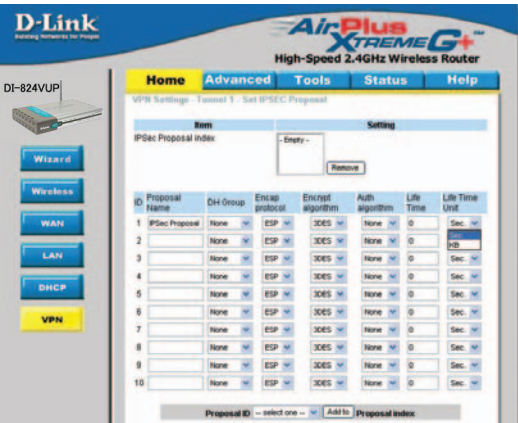 D-Link
Building Networks for People
AirPlus
XTREME G+™
High-Speed 2.4GHz Wireless Router
DI-824VUP
Home Advanced Tools Status Help
VPN Settings - Tunnel 1 - Set IPSEC Proposal
Item Setting
IPSec Proposal index
- Empty -
Remove
Wizard
Wireless
WAN
LAN
DHCP
VPN
ID Proposal Name DH Group Encap protocol Encrypt algorithm Auth algorithm Life Time Life Time Unit
1 IPSec Proposal None ESP 3DES None 0 Sec.
Sec.
KB
2 None ESP 3DES None 0
3 None ESP 3DES None 0 Sec.
4 None ESP 3DES None 0 Sec.
5 None ESP 3DES None 0 Sec.
6 None ESP 3DES None 0 Sec.
7 None ESP 3DES None 0 Sec.
8 None ESP 3DES None 0 Sec.
9 None ESP 3DES None 0 Sec.
10 None ESP 3DES None 0 Sec.
Proposal ID -- select one -- Add to Proposal index